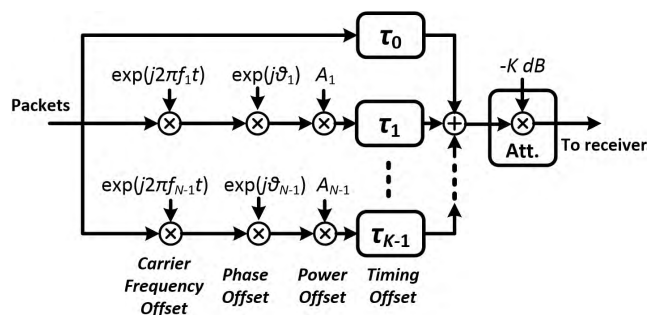 τ0
-K dB
exp(j2πf1t) exp(jϑ1) A1
Packets
τ1
Att.
To receiver
exp(j2πfN-1t) exp(jϑN-1) AN-1
τK-1
Carrier Frequency Offset
Phase Offset
Power Offset
Timing Offset